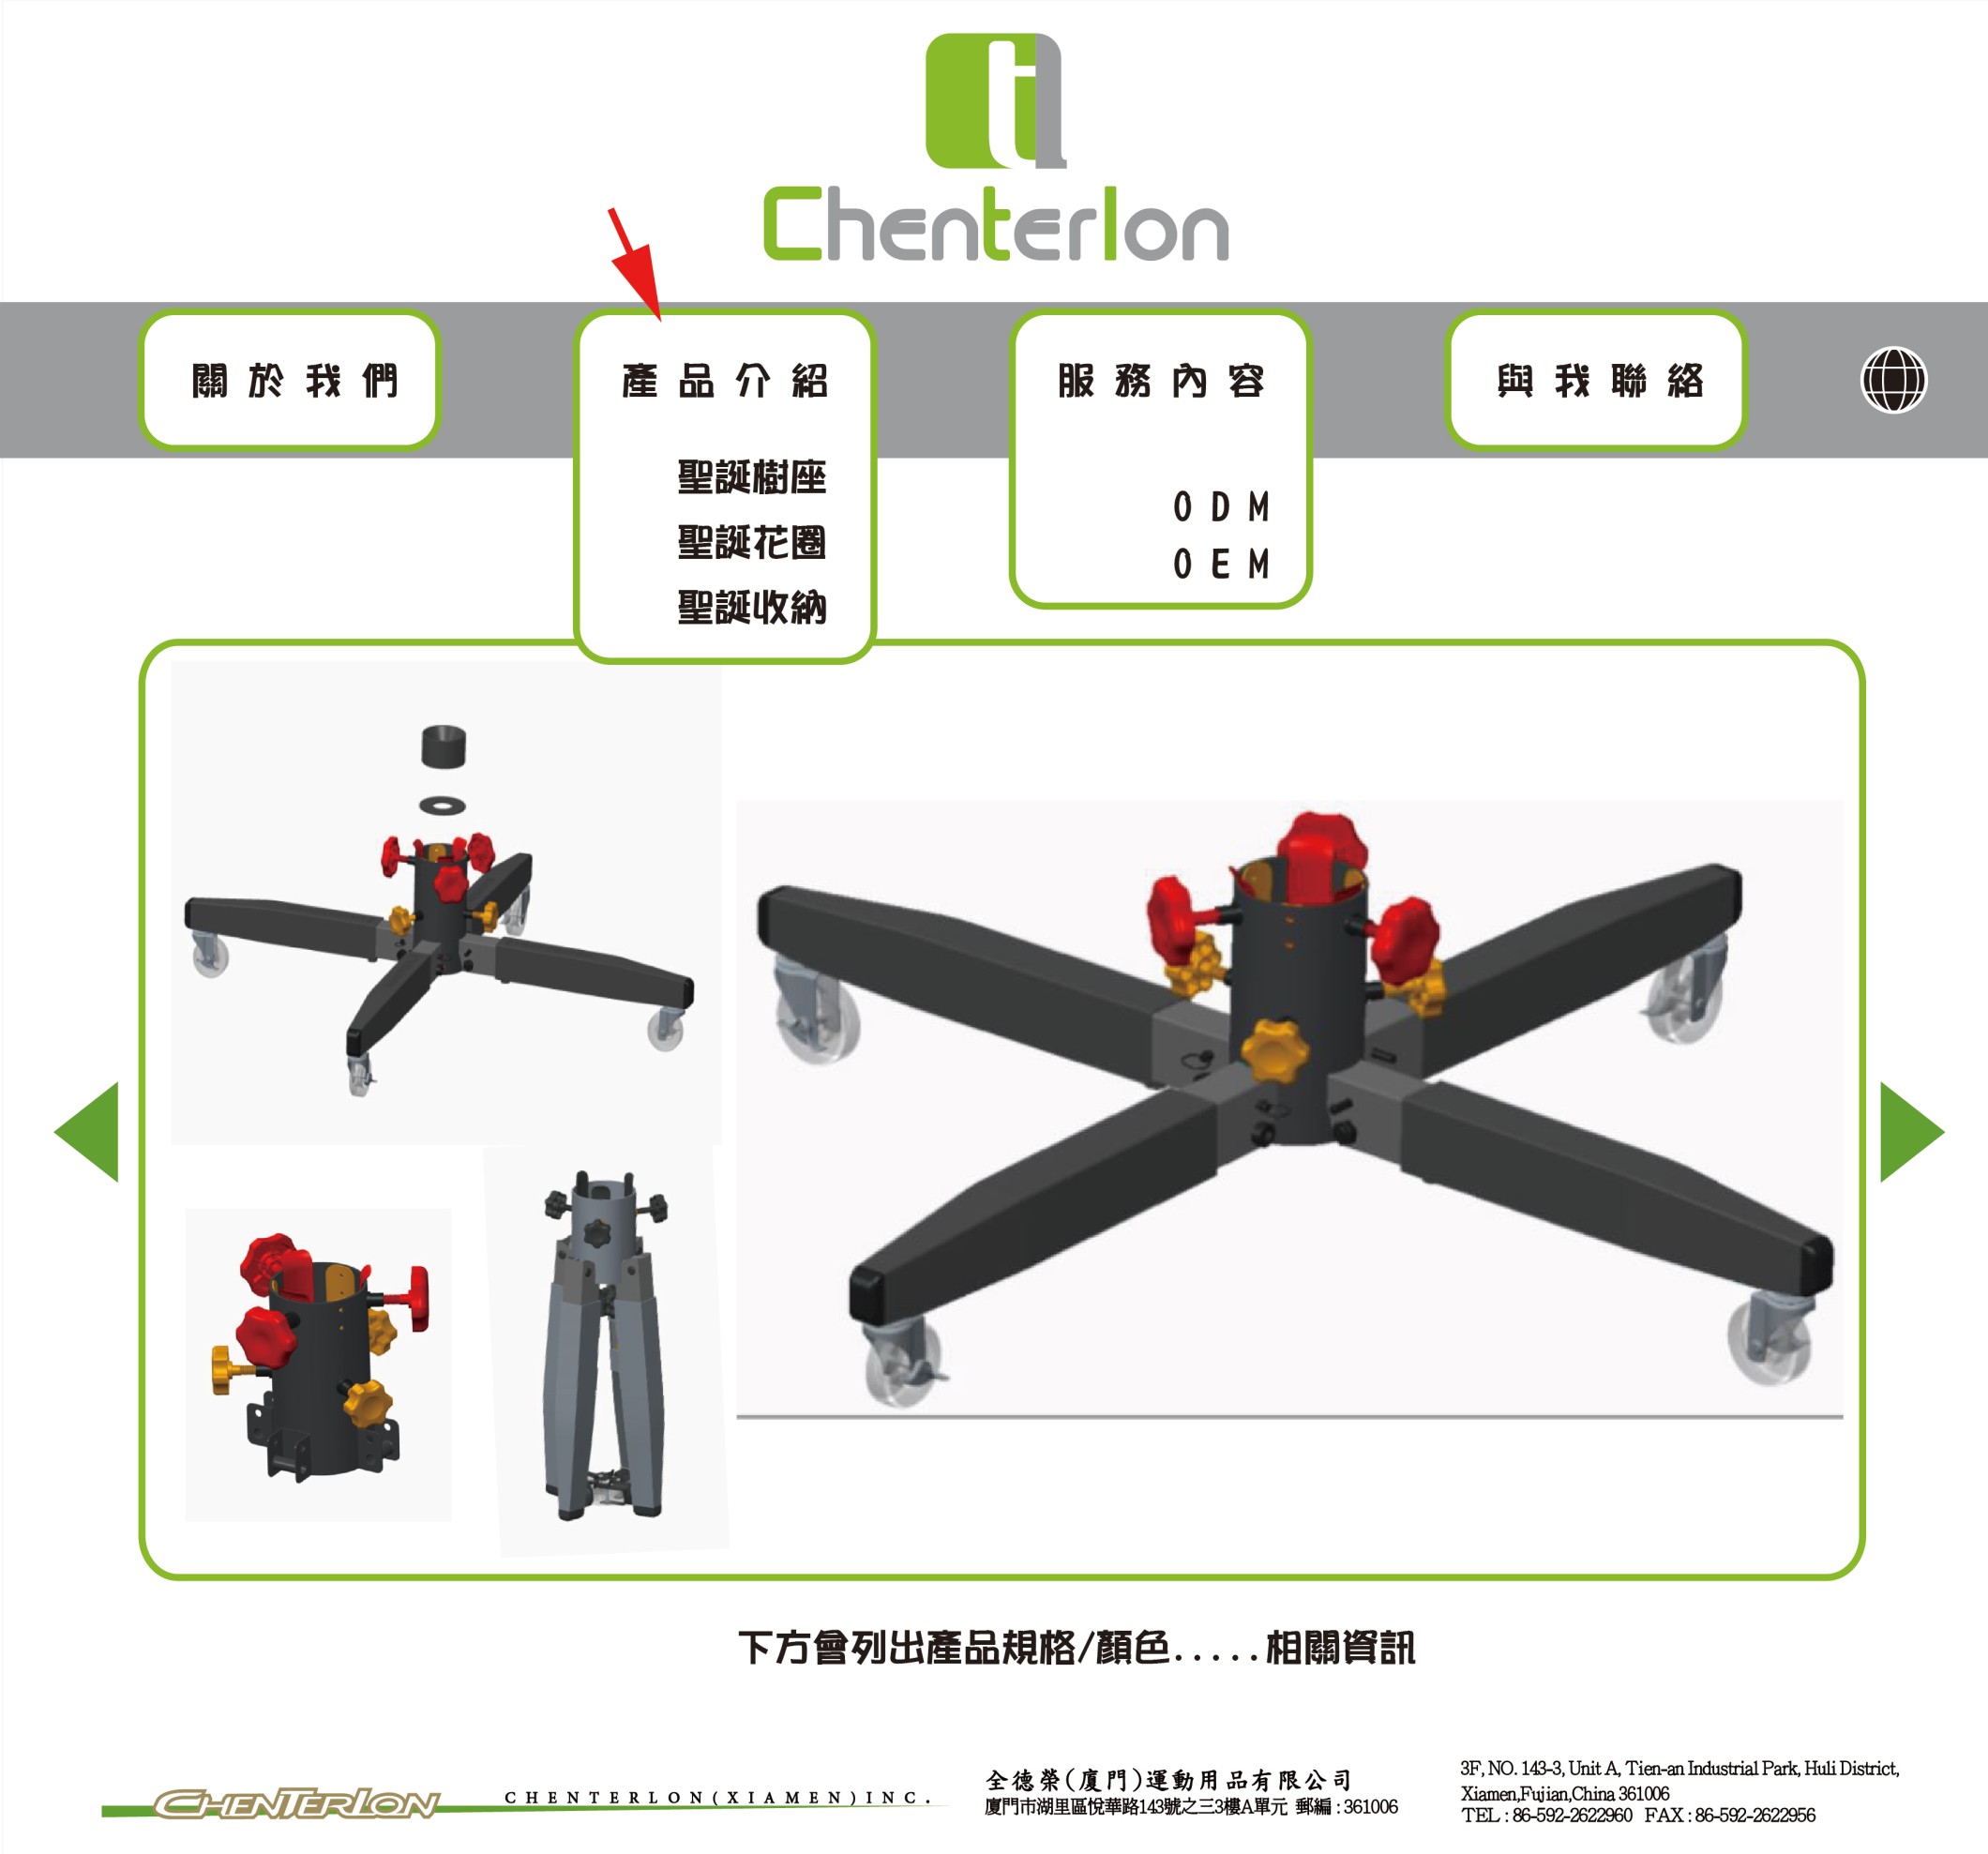 Chenterlon
關於我們
產品介紹
聖誕樹座
聖誕花圈
聖誕收納
服務內容
ODM
OEM
與我聯絡
下方會列出產品規格/顏色.....相關資訊
CHENTERLON
CHENTERLON(XIAMEN)INC.
全德榮(廈門)運動用品有限公司
廈門市湖里區悅華路143號之三3樓A單元 郵編 : 361006
3F, NO. 143-3, Unit A, Tien-an Industrial Park, Huli District,
Xiamen,Fujian,China 361006
TEL : 86-592-2622960 FAX : 86-592-2622956